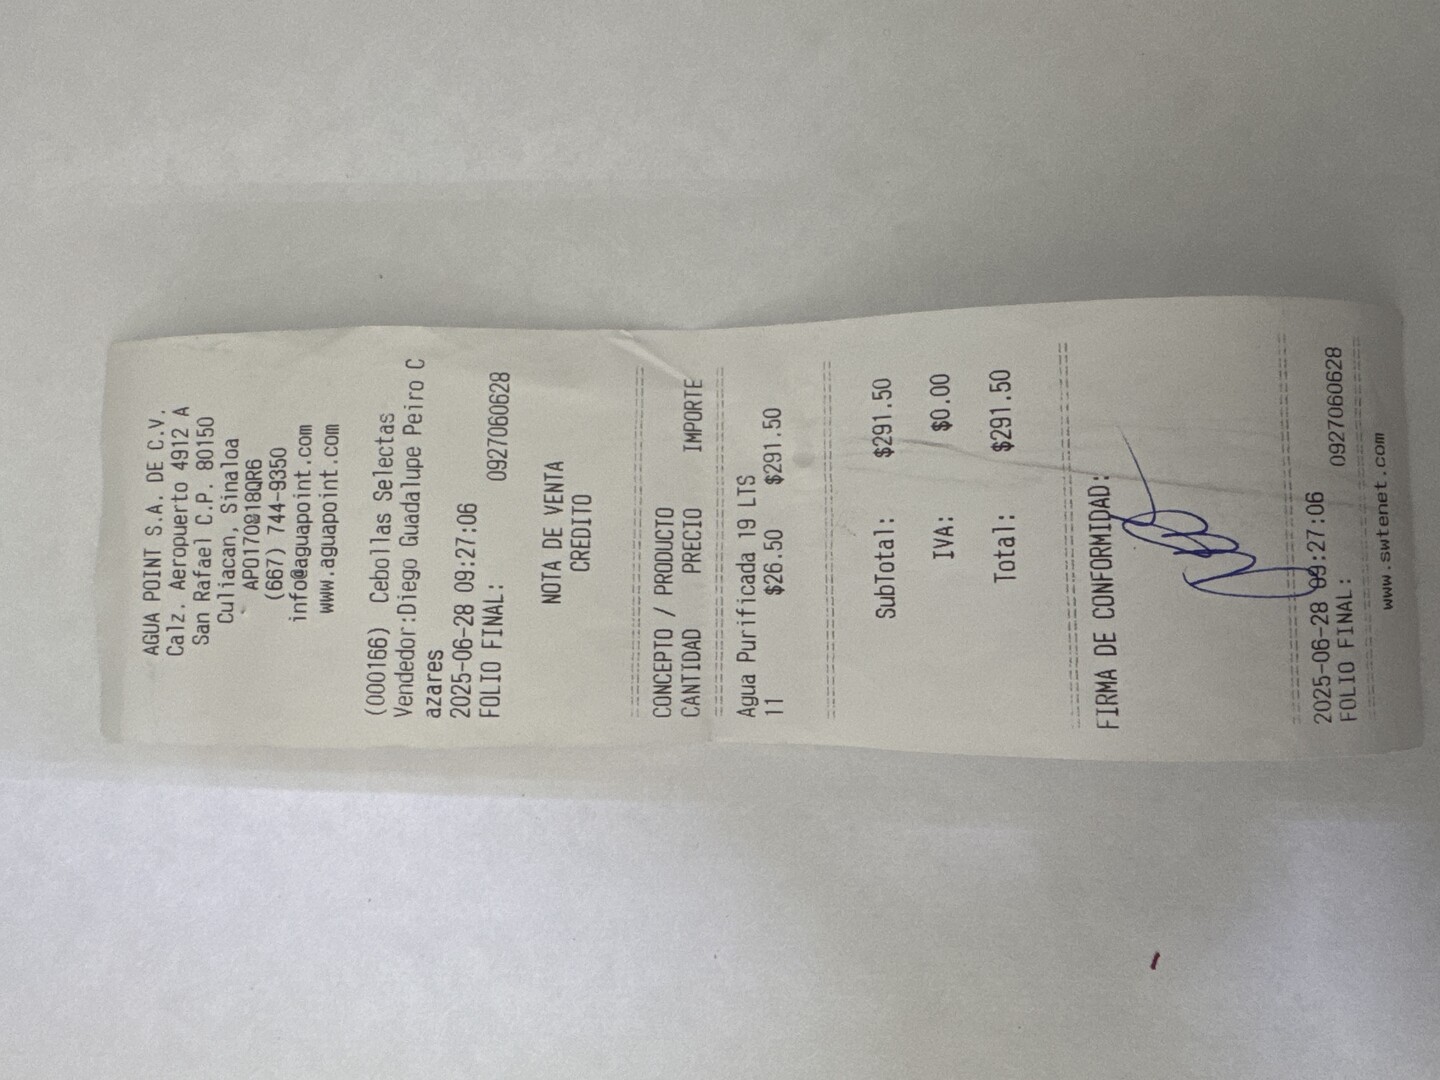 AGUA POINT S.A. DE C.V.
Calz. Aeropuerto 4912 A
San Rafael C.P. 80150
Culiacan, Sinaloa
APO170918QR6
(667) 744-9350
info@aguapoint.com
www.aguapoint.com
(000166) Cebollas Selectas
Vendedor:Diego Guadalupe Peiro C
azares
2025-06-28 09:27:06
FOLIO FINAL: 0927060628
NOTA DE VENTA
CREDITO
CONCEPTO / PRODUCTO
CANTIDAD PRECIO IMPORTE
Agua Purificada 19 LTS
11 $26.50 $291.50
SubTotal: $291.50
IVA: $0.00
Total: $291.50
FIRMA DE CONFORMIDAD:
2025-06-28 09:27:06
FOLIO FINAL: 0927060628
www.swtenet.com